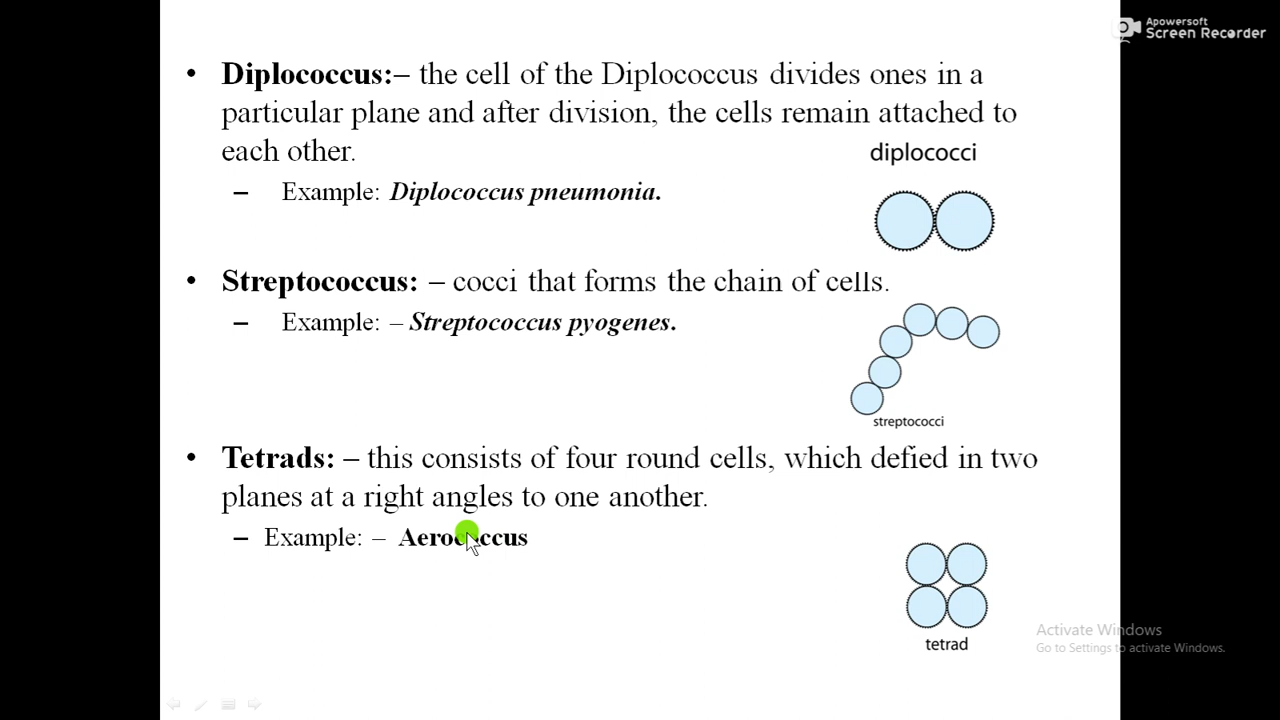 Apowersoft
Screen Recorder
• Diplococcus:– the cell of the Diplococcus divides ones in a
particular plane and after division, the cells remain attached to
each other.
diplococci
– Example: Diplococcus pneumonia.
• Streptococcus: – cocci that forms the chain of cells.
– Example: – Streptococcus pyogenes.
streptococci
• Tetrads: – this consists of four round cells, which defied in two
planes at a right angles to one another.
– Example: – Aerococcus
tetrad
Activate Windows
Go to Settings to activate Windows.